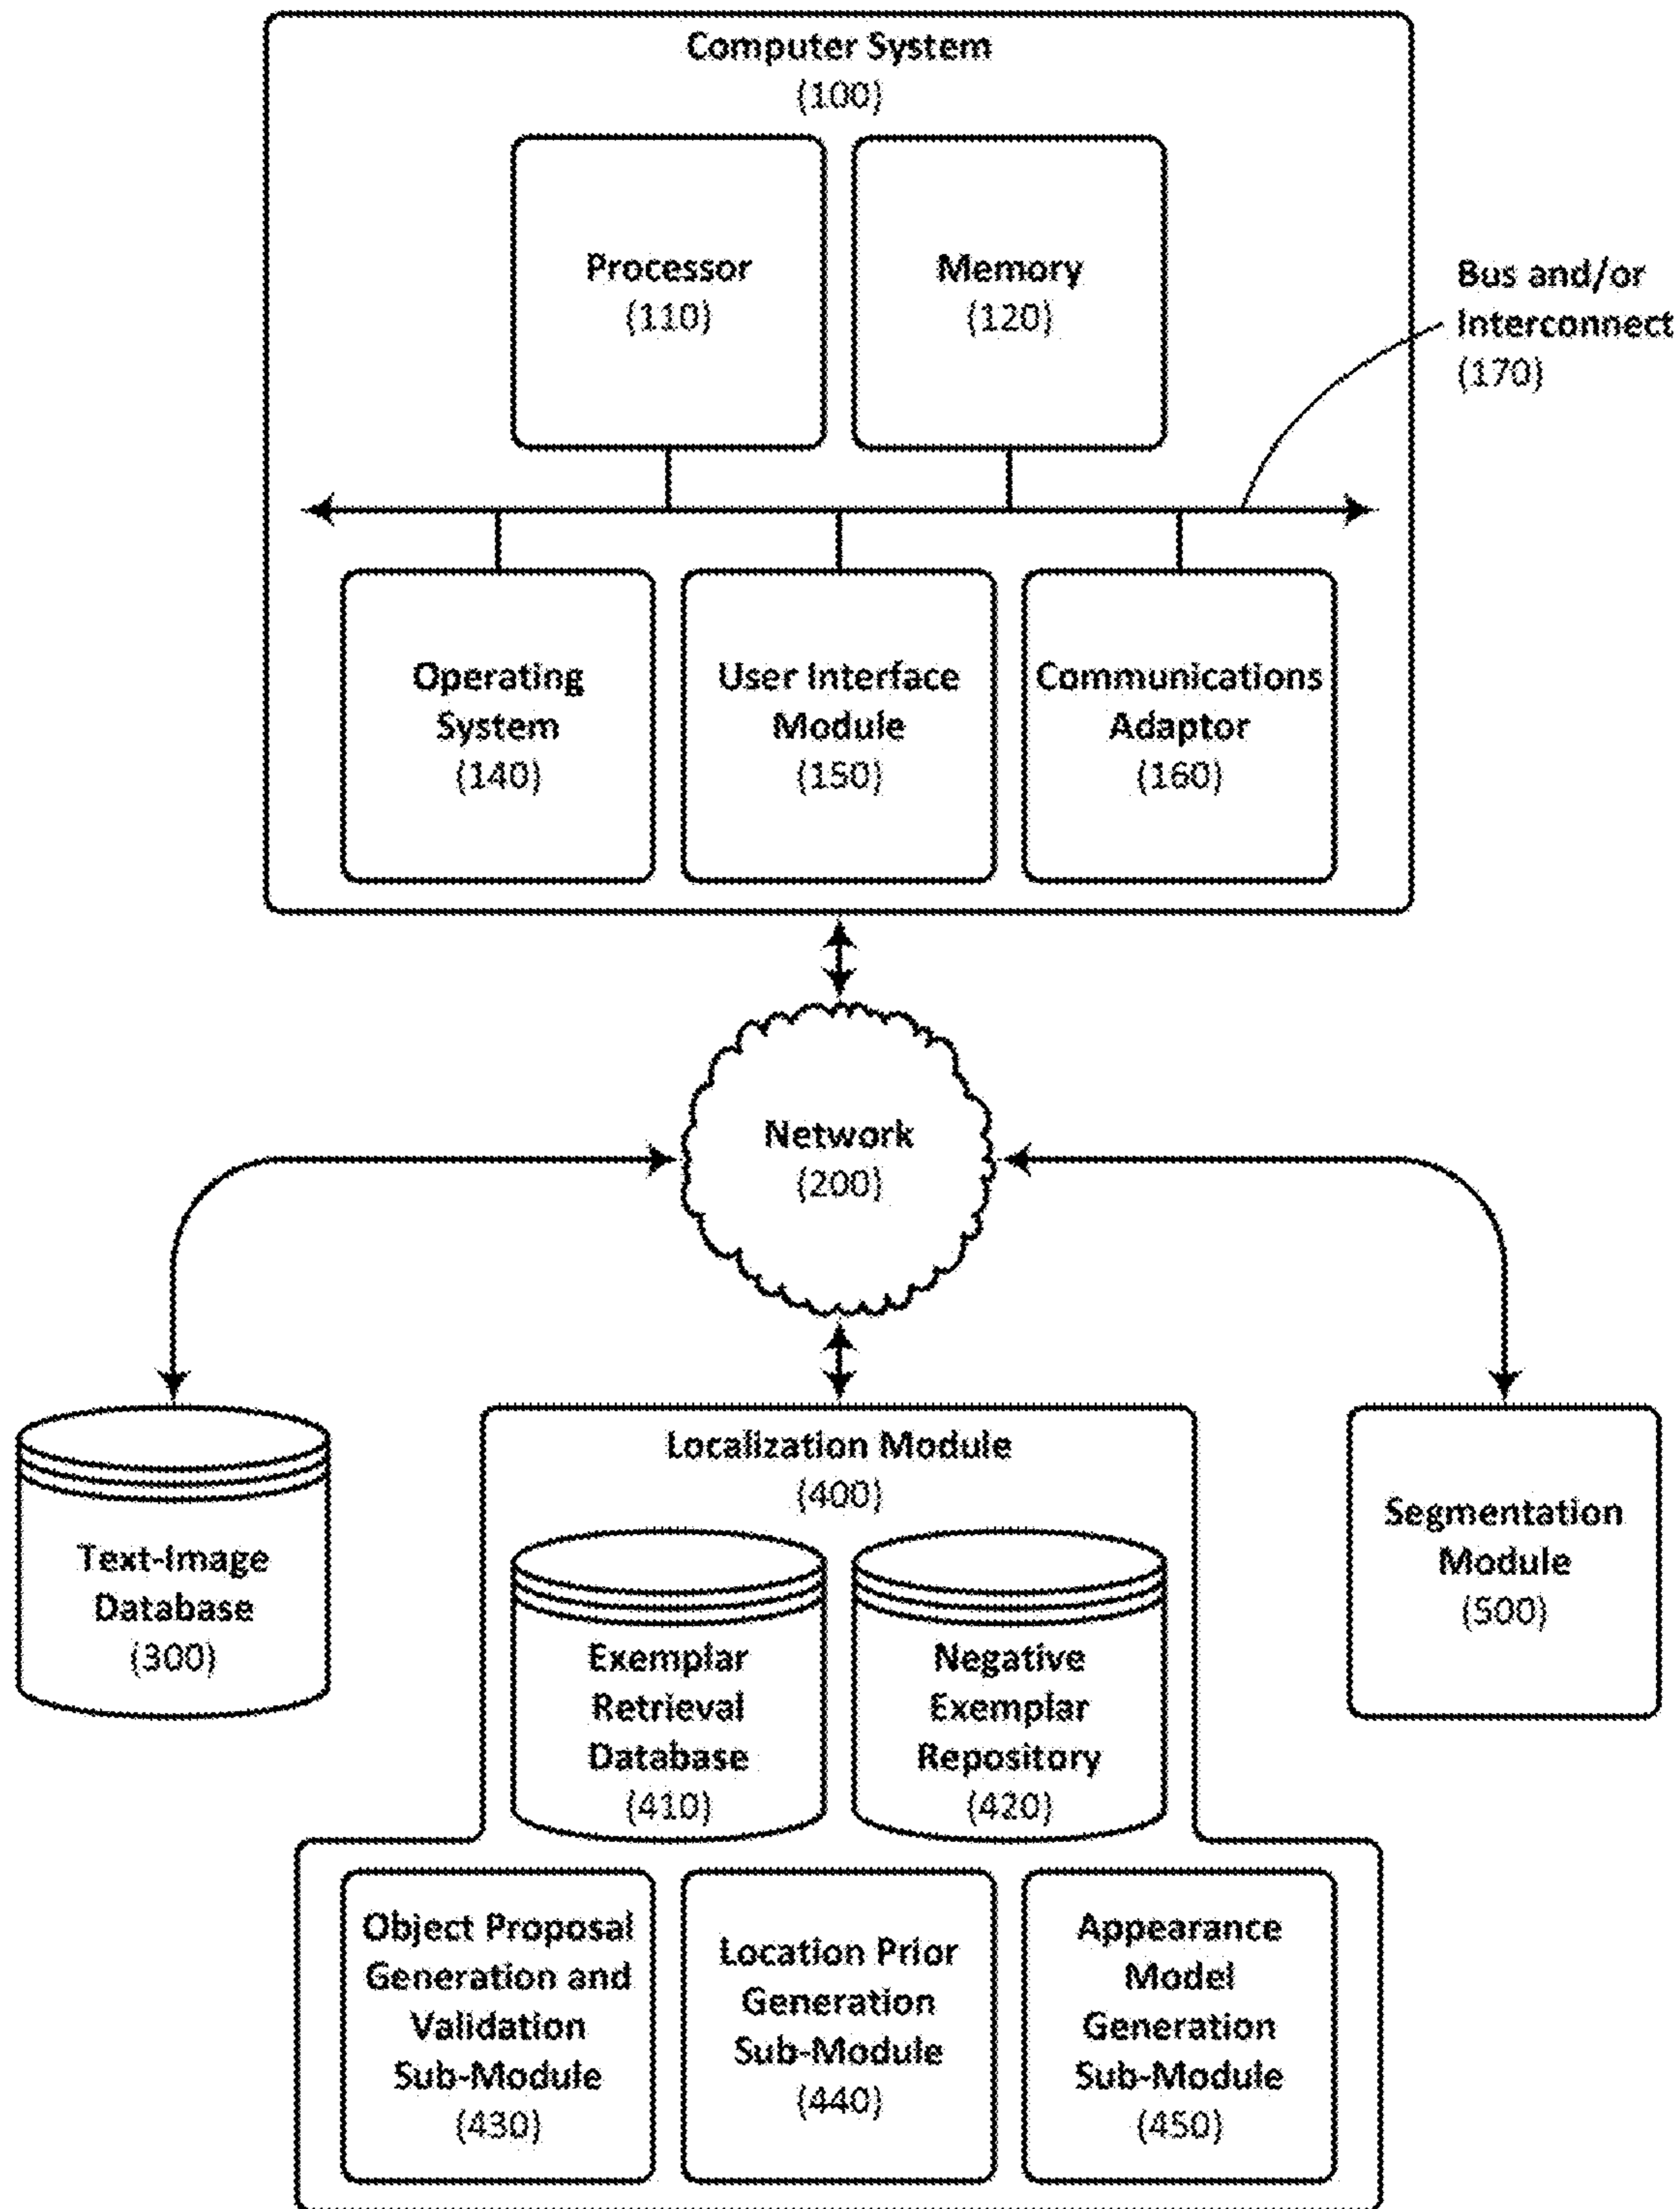 Computer System
(100)
Processor
(110)
Memory
(120)
Bus and/or
Interconnect
(170)
Operating
System
(140)
User Interface
Module
(150)
Communications
Adaptor
(160)
Network
(200)
Text-Image
Database
(300)
Localization Module
(400)
Exemplar
Retrieval
Database
(410)
Negative
Exemplar
Repository
(420)
Segmentation
Module
(500)
Object Proposal
Generation and
Validation
Sub-Module
(430)
Location Prior
Generation
Sub-Module
(440)
Appearance
Model
Generation
Sub-Module
(450)